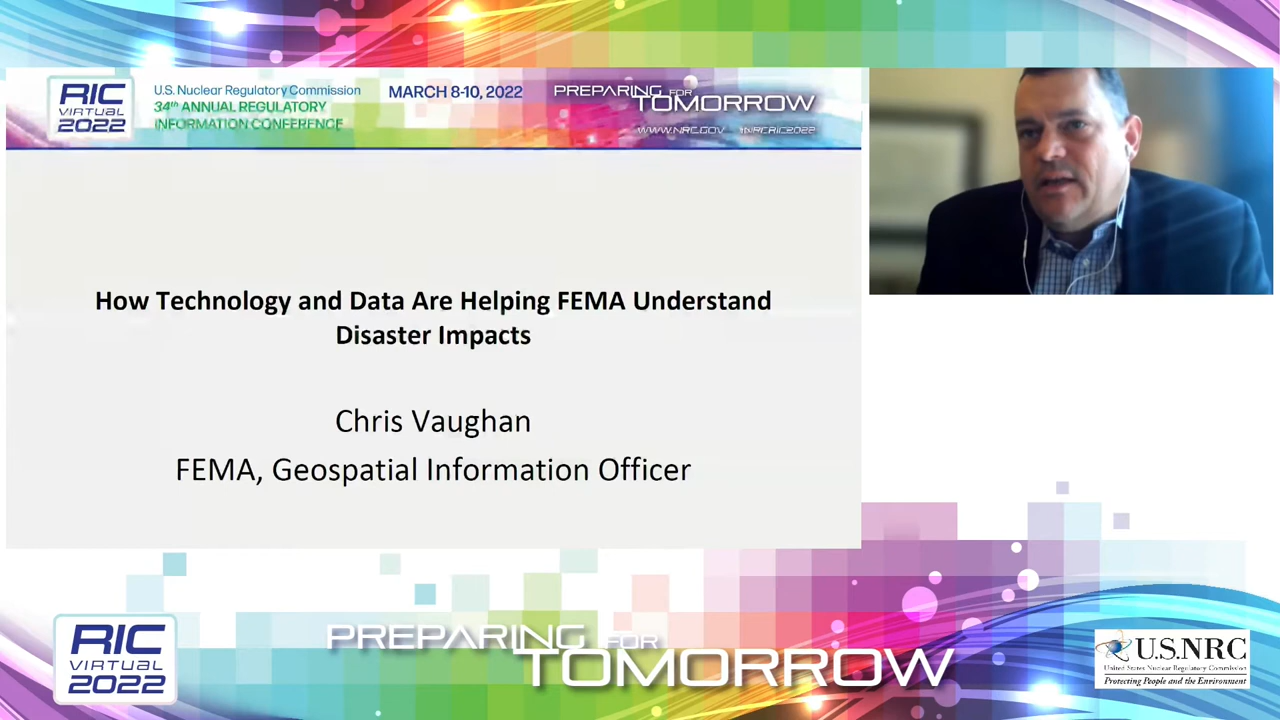 RIC
VIRTUAL
2022
U.S. Nuclear Regulatory Commission
34th ANNUAL REGULATORY
INFORMATION CONFERENCE
MARCH 8-10, 2022
PREPARING FOR
TOMORROW
WWW.NRC.GOV #NRCRIC2022
How Technology and Data Are Helping FEMA Understand
Disaster Impacts
Chris Vaughan
FEMA, Geospatial Information Officer
RIC
VIRTUAL
2022
PREPARING FOR
TOMORROW
U.S.NRC
United States Nuclear Regulatory Commission
Protecting People and the Environment